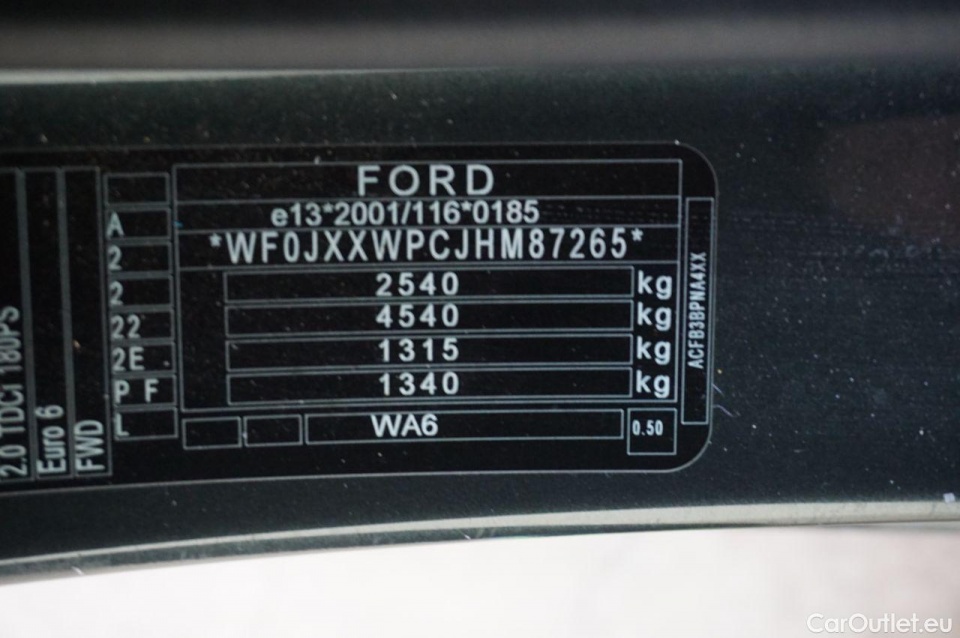 FORD
e13*2001/116*0185
*WF0JXXWPCJHM87265*
2540 kg
4540 kg
1315 kg
1340 kg
WA6
0.50
A
2
2
22
2E
P F
L
2.0 TDCi 180PS
Euro 6
FWD
ACFB3BPNA4XX
CarOutlet.eu